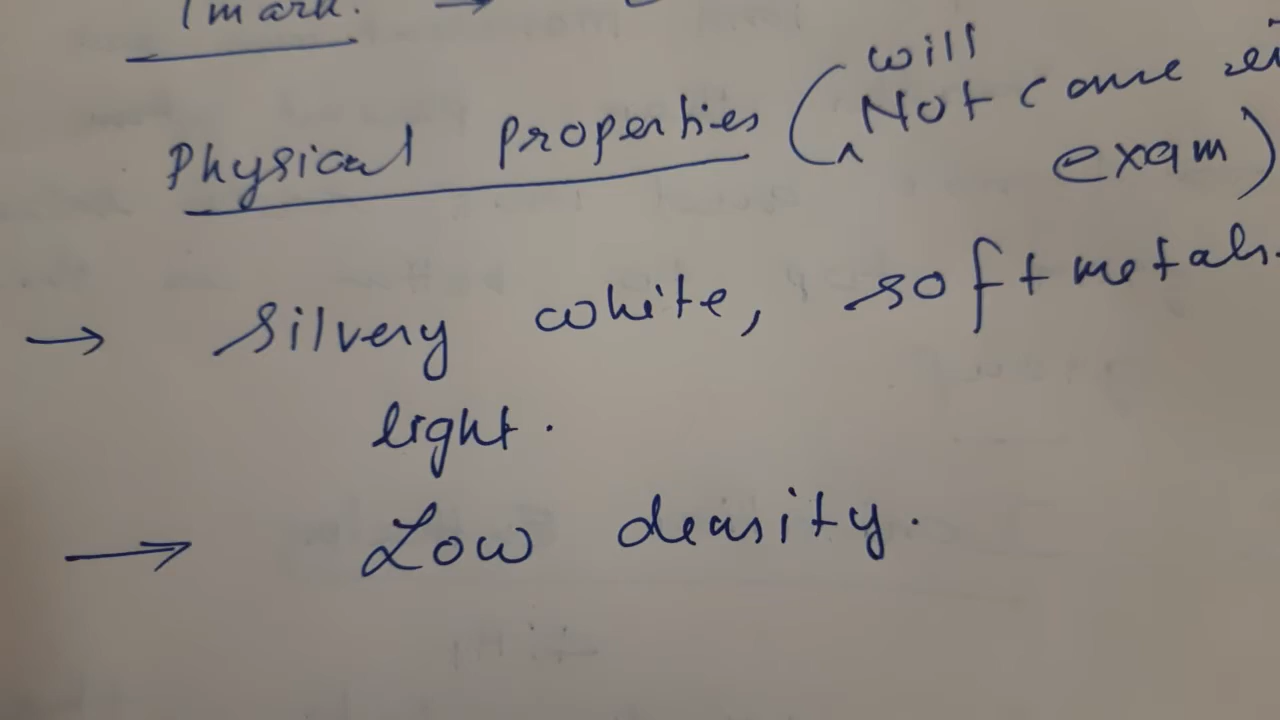 1 mark. →
Physical Properties (will Not come in
exam)
→ Silvery white, soft metals.
light.
→ Low density.